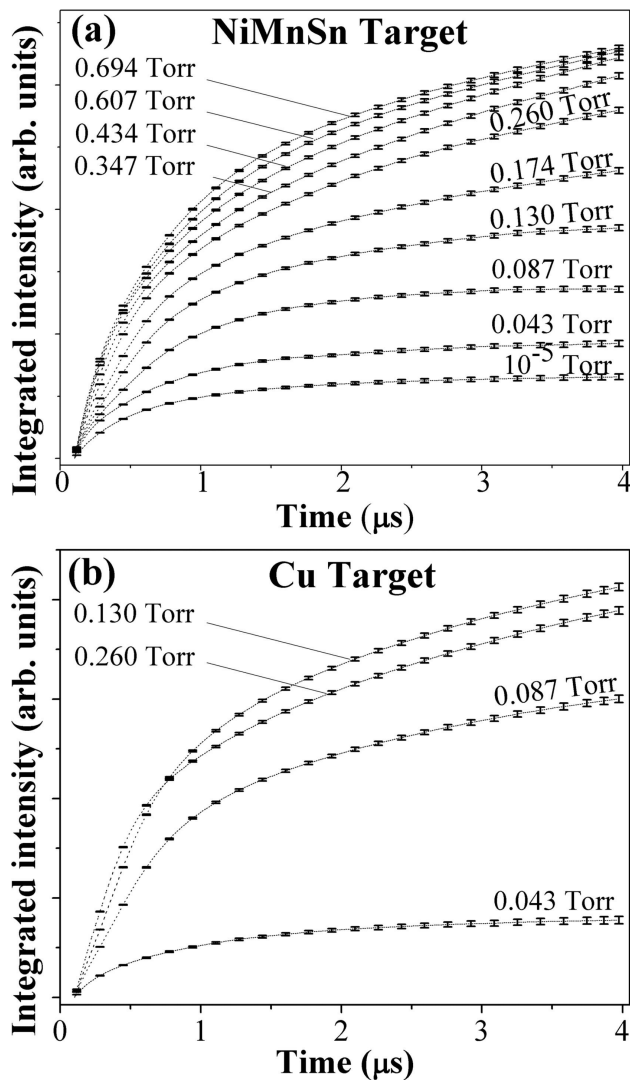 (a) NiMnSn Target
0.694 Torr
0.607 Torr
0.434 Torr
0.347 Torr
0.260 Torr
0.174 Torr
0.130 Torr
0.087 Torr
0.043 Torr
10⁻⁵ Torr
Integrated intensity (arb. units)
0 1 2 3 4
Time (μs)
(b) Cu Target
0.130 Torr
0.260 Torr
0.087 Torr
0.043 Torr
Integrated intensity (arb. units)
0 1 2 3 4
Time (μs)